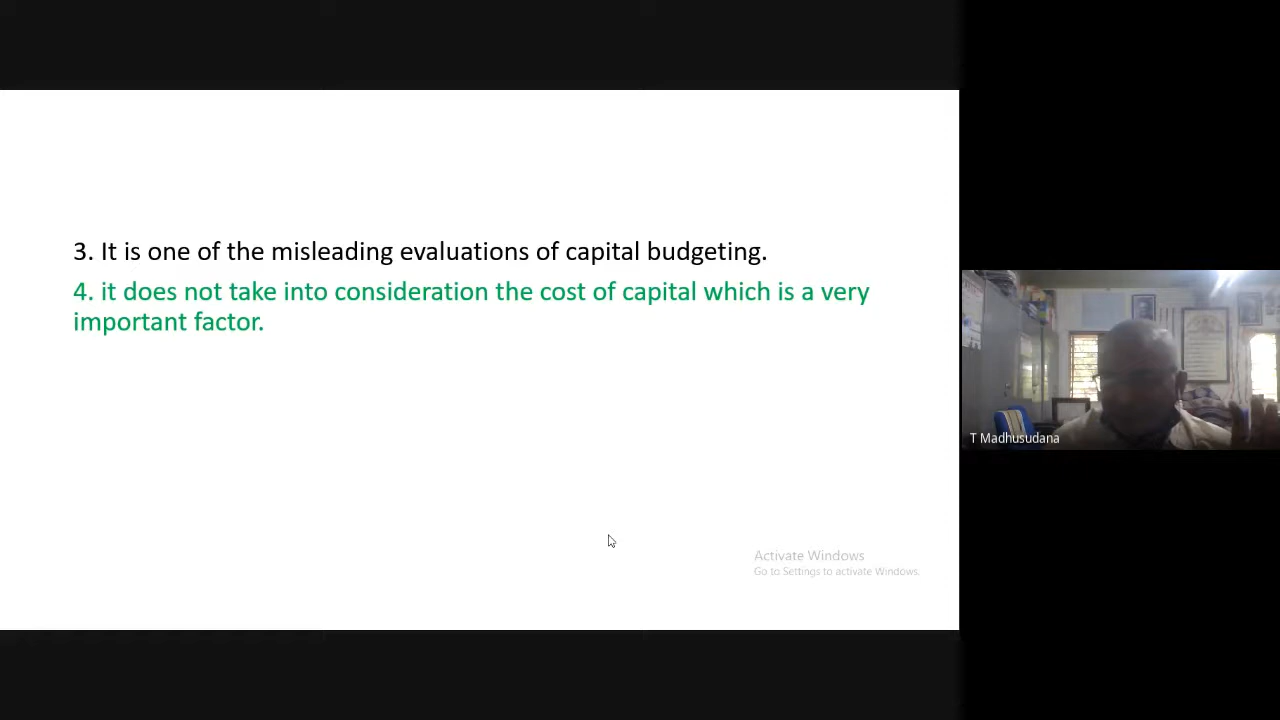 3. It is one of the misleading evaluations of capital budgeting.
4. it does not take into consideration the cost of capital which is a very
important factor.
Activate Windows
Go to Settings to activate Windows.
T Madhusudana